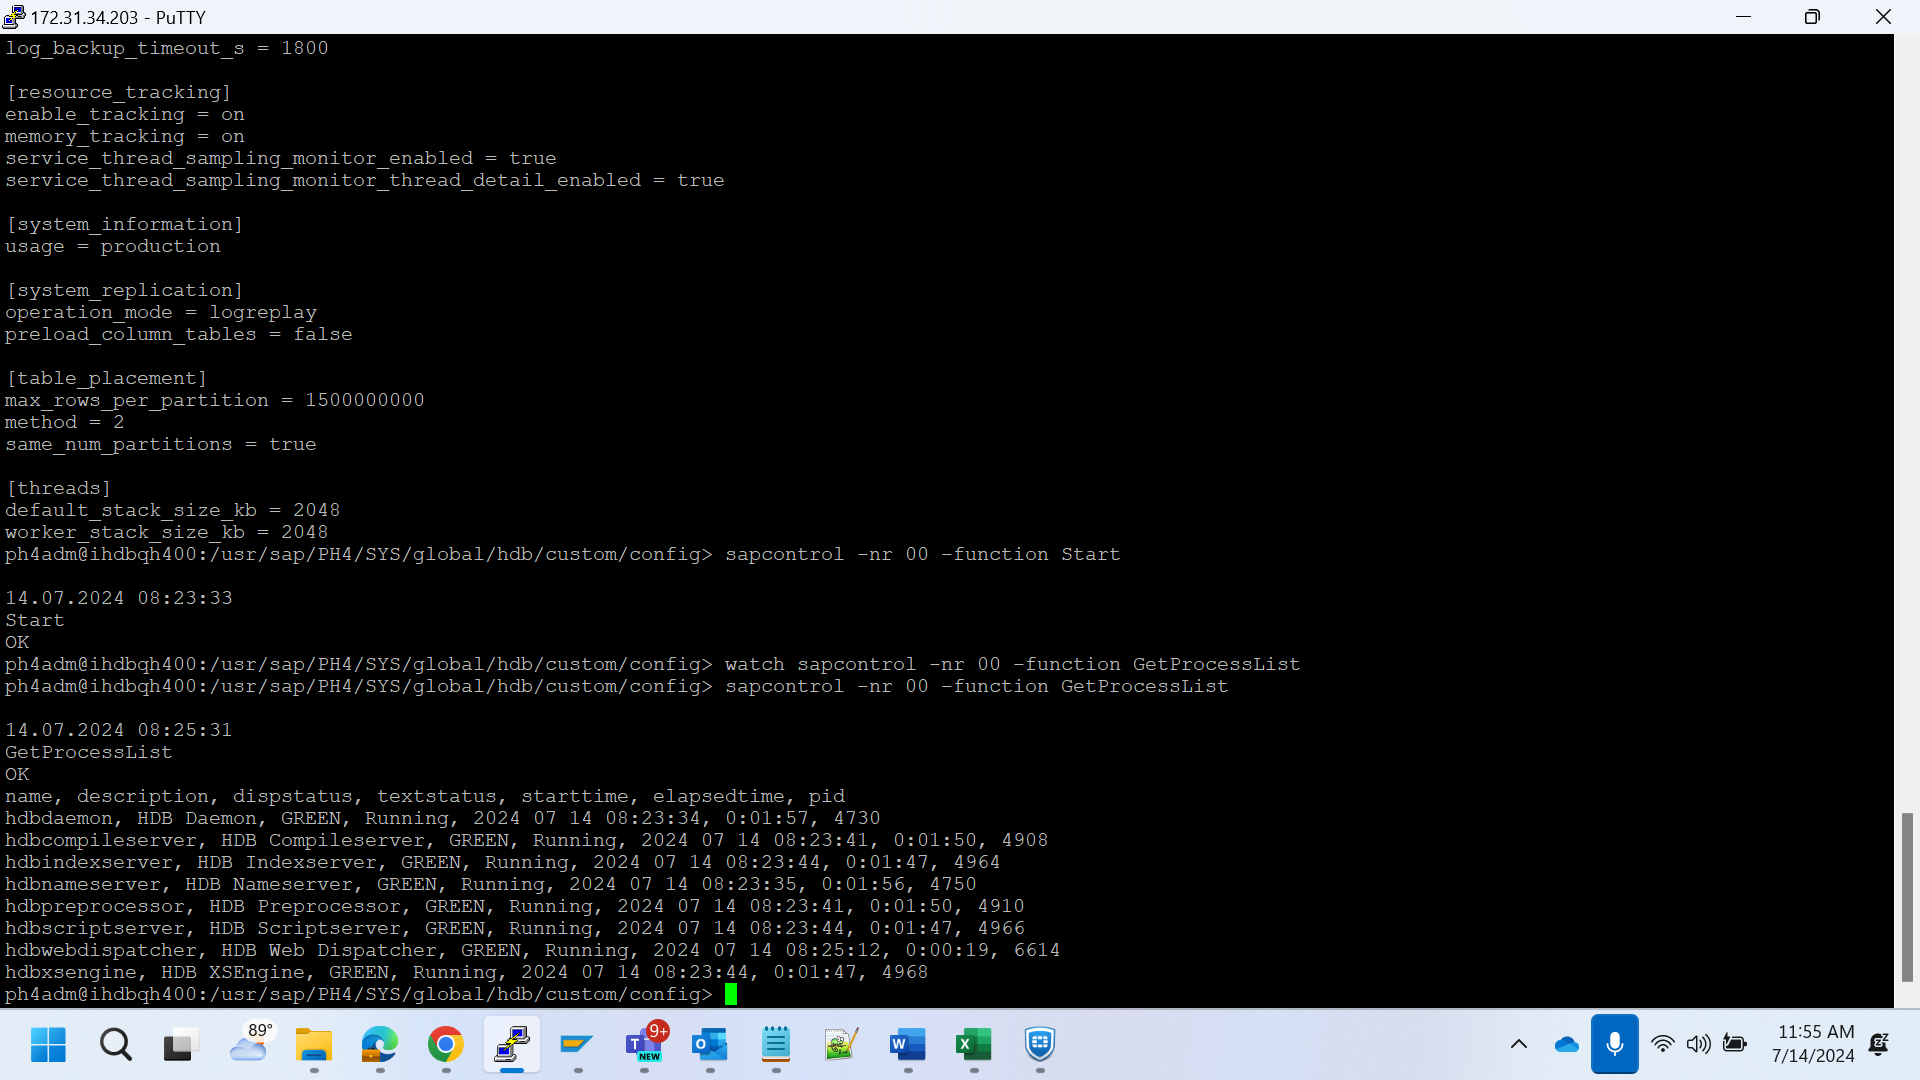 172.31.34.203 - PuTTY
log_backup_timeout_s = 1800
[resource_tracking]
enable_tracking = on
memory_tracking = on
service_thread_sampling_monitor_enabled = true
service_thread_sampling_monitor_thread_detail_enabled = true
[system_information]
usage = production
[system_replication]
operation_mode = logreplay
preload_column_tables = false
[table_placement]
max_rows_per_partition = 1500000000
method = 2
same_num_partitions = true
[threads]
default_stack_size_kb = 2048
worker_stack_size_kb = 2048
ph4adm@ihdbqh400:/usr/sap/PH4/SYS/global/hdb/custom/config> sapcontrol -nr 00 -function Start
14.07.2024 08:23:33
Start
OK
ph4adm@ihdbqh400:/usr/sap/PH4/SYS/global/hdb/custom/config> watch sapcontrol -nr 00 -function GetProcessList
ph4adm@ihdbqh400:/usr/sap/PH4/SYS/global/hdb/custom/config> sapcontrol -nr 00 -function GetProcessList
14.07.2024 08:25:31
GetProcessList
OK
name, description, dispstatus, textstatus, starttime, elapsedtime, pid
hdbdaemon, HDB Daemon, GREEN, Running, 2024 07 14 08:23:34, 0:01:57, 4730
hdbcompileserver, HDB Compileserver, GREEN, Running, 2024 07 14 08:23:41, 0:01:50, 4908
hdbindexserver, HDB Indexserver, GREEN, Running, 2024 07 14 08:23:44, 0:01:47, 4964
hdbnameserver, HDB Nameserver, GREEN, Running, 2024 07 14 08:23:35, 0:01:56, 4750
hdbpreprocessor, HDB Preprocessor, GREEN, Running, 2024 07 14 08:23:41, 0:01:50, 4910
hdbscriptserver, HDB Scriptserver, GREEN, Running, 2024 07 14 08:23:44, 0:01:47, 4966
hdbwebdispatcher, HDB Web Dispatcher, GREEN, Running, 2024 07 14 08:25:12, 0:00:19, 6614
hdbxsengine, HDB XSEngine, GREEN, Running, 2024 07 14 08:23:44, 0:01:47, 4968
ph4adm@ihdbqh400:/usr/sap/PH4/SYS/global/hdb/custom/config>
89°
9+
NEW
11:55 AM
7/14/2024